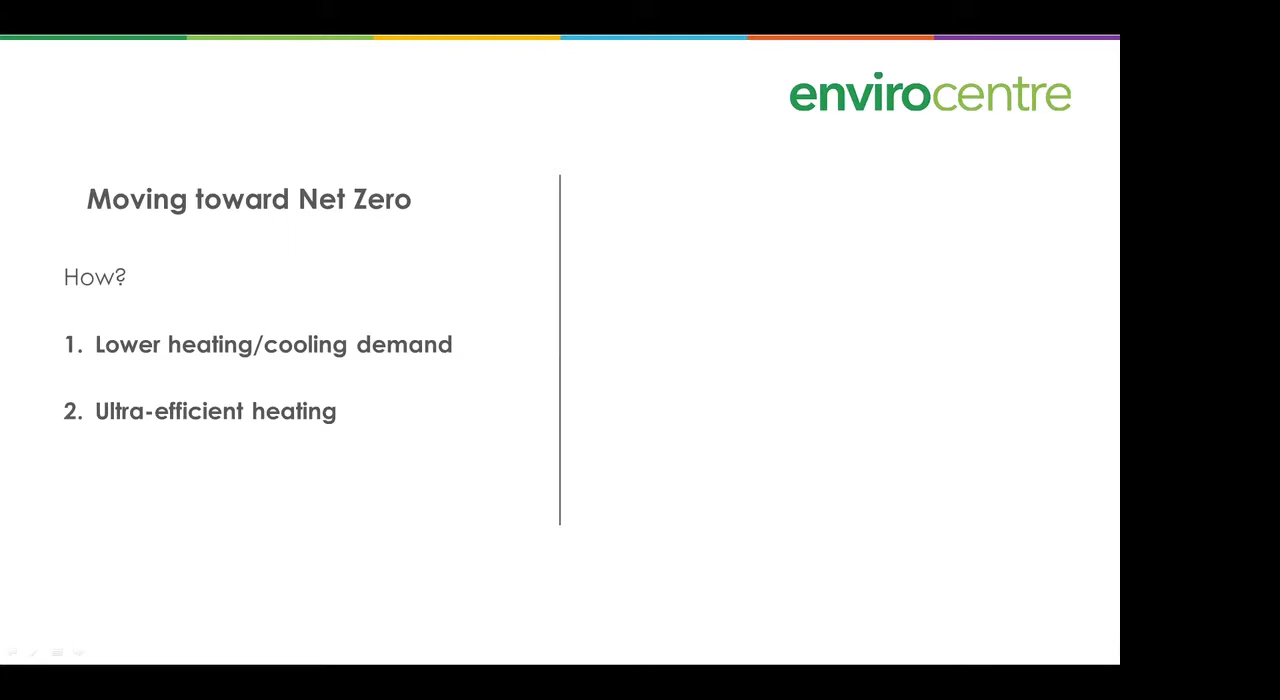 envirocentre
Moving toward Net Zero
How?
1. Lower heating/cooling demand
2. Ultra-efficient heating